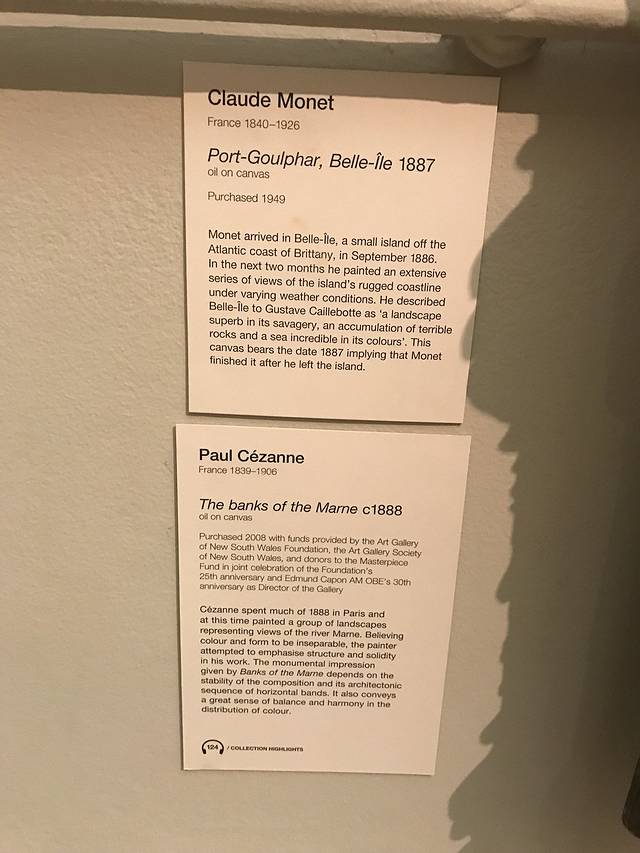 Claude Monet
France 1840–1926
Port-Goulphar, Belle-Île 1887
oil on canvas
Purchased 1949
Monet arrived in Belle-Île, a small island off the
Atlantic coast of Brittany, in September 1886.
In the next two months he painted an extensive
series of views of the island's rugged coastline
under varying weather conditions. He described
Belle-Île to Gustave Caillebotte as 'a landscape
superb in its savagery, an accumulation of terrible
rocks and a sea incredible in its colours'. This
canvas bears the date 1887 implying that Monet
finished it after he left the island.
Paul Cézanne
France 1839–1906
The banks of the Marne c1888
oil on canvas
Purchased 2008 with funds provided by the Art Gallery
of New South Wales Foundation, the Art Gallery Society
of New South Wales, and donors to the Masterpiece
Fund in joint celebration of the Foundation's
25th anniversary and Edmund Capon AM OBE's 30th
anniversary as Director of the Gallery
Cézanne spent much of 1888 in Paris and
at this time painted a group of landscapes
representing views of the river Marne. Believing
colour and form to be inseparable, the painter
attempted to emphasise structure and solidity
in his work. The monumental impression
given by Banks of the Marne depends on the
stability of the composition and its architectonic
sequence of horizontal bands. It also conveys
a great sense of balance and harmony in the
distribution of colour.
124 / COLLECTION HIGHLIGHTS